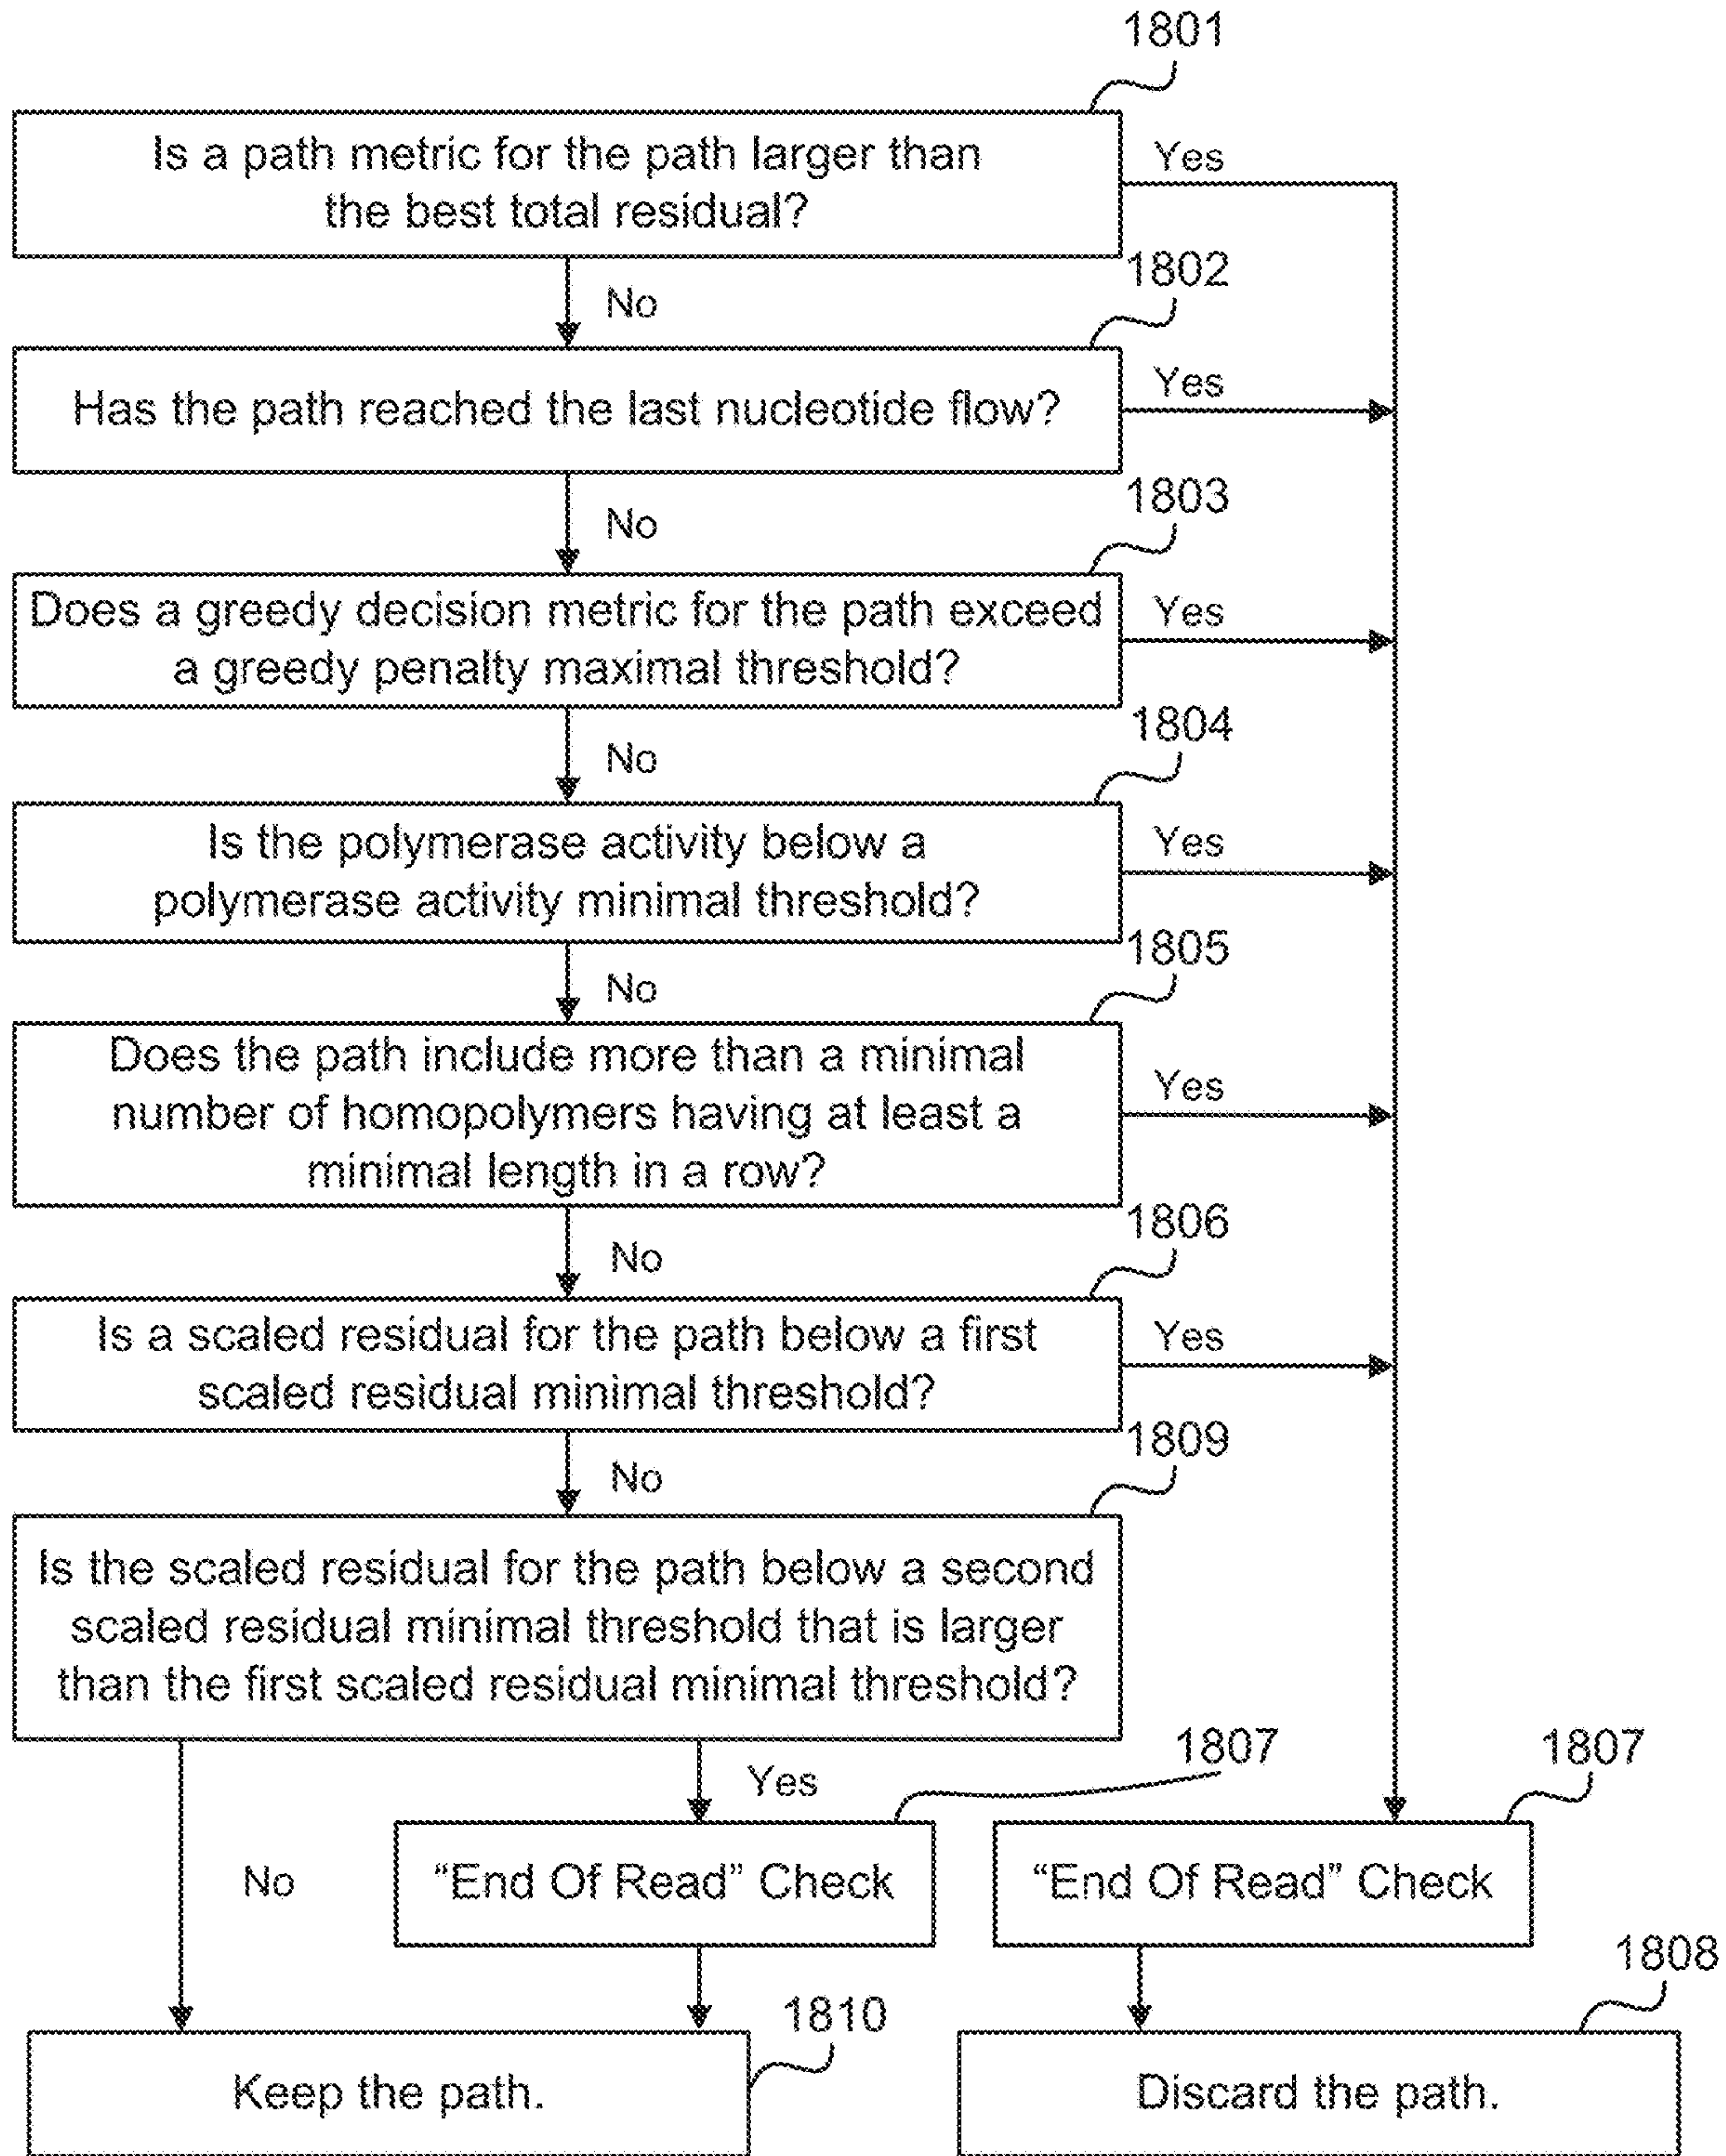 1801
Is a path metric for the path larger than
the best total residual?
Yes
No
1802
Has the path reached the last nucleotide flow?
Yes
No
1803
Does a greedy decision metric for the path exceed
a greedy penalty maximal threshold?
Yes
No
1804
Is the polymerase activity below a
polymerase activity minimal threshold?
Yes
No
1805
Does the path include more than a minimal
number of homopolymers having at least a
minimal length in a row?
Yes
No
1806
Is a scaled residual for the path below a first
scaled residual minimal threshold?
Yes
No
1809
Is the scaled residual for the path below a second
scaled residual minimal threshold that is larger
than the first scaled residual minimal threshold?
Yes
1807
1807
No
“End Of Read” Check
“End Of Read” Check
1810
1808
Keep the path.
Discard the path.